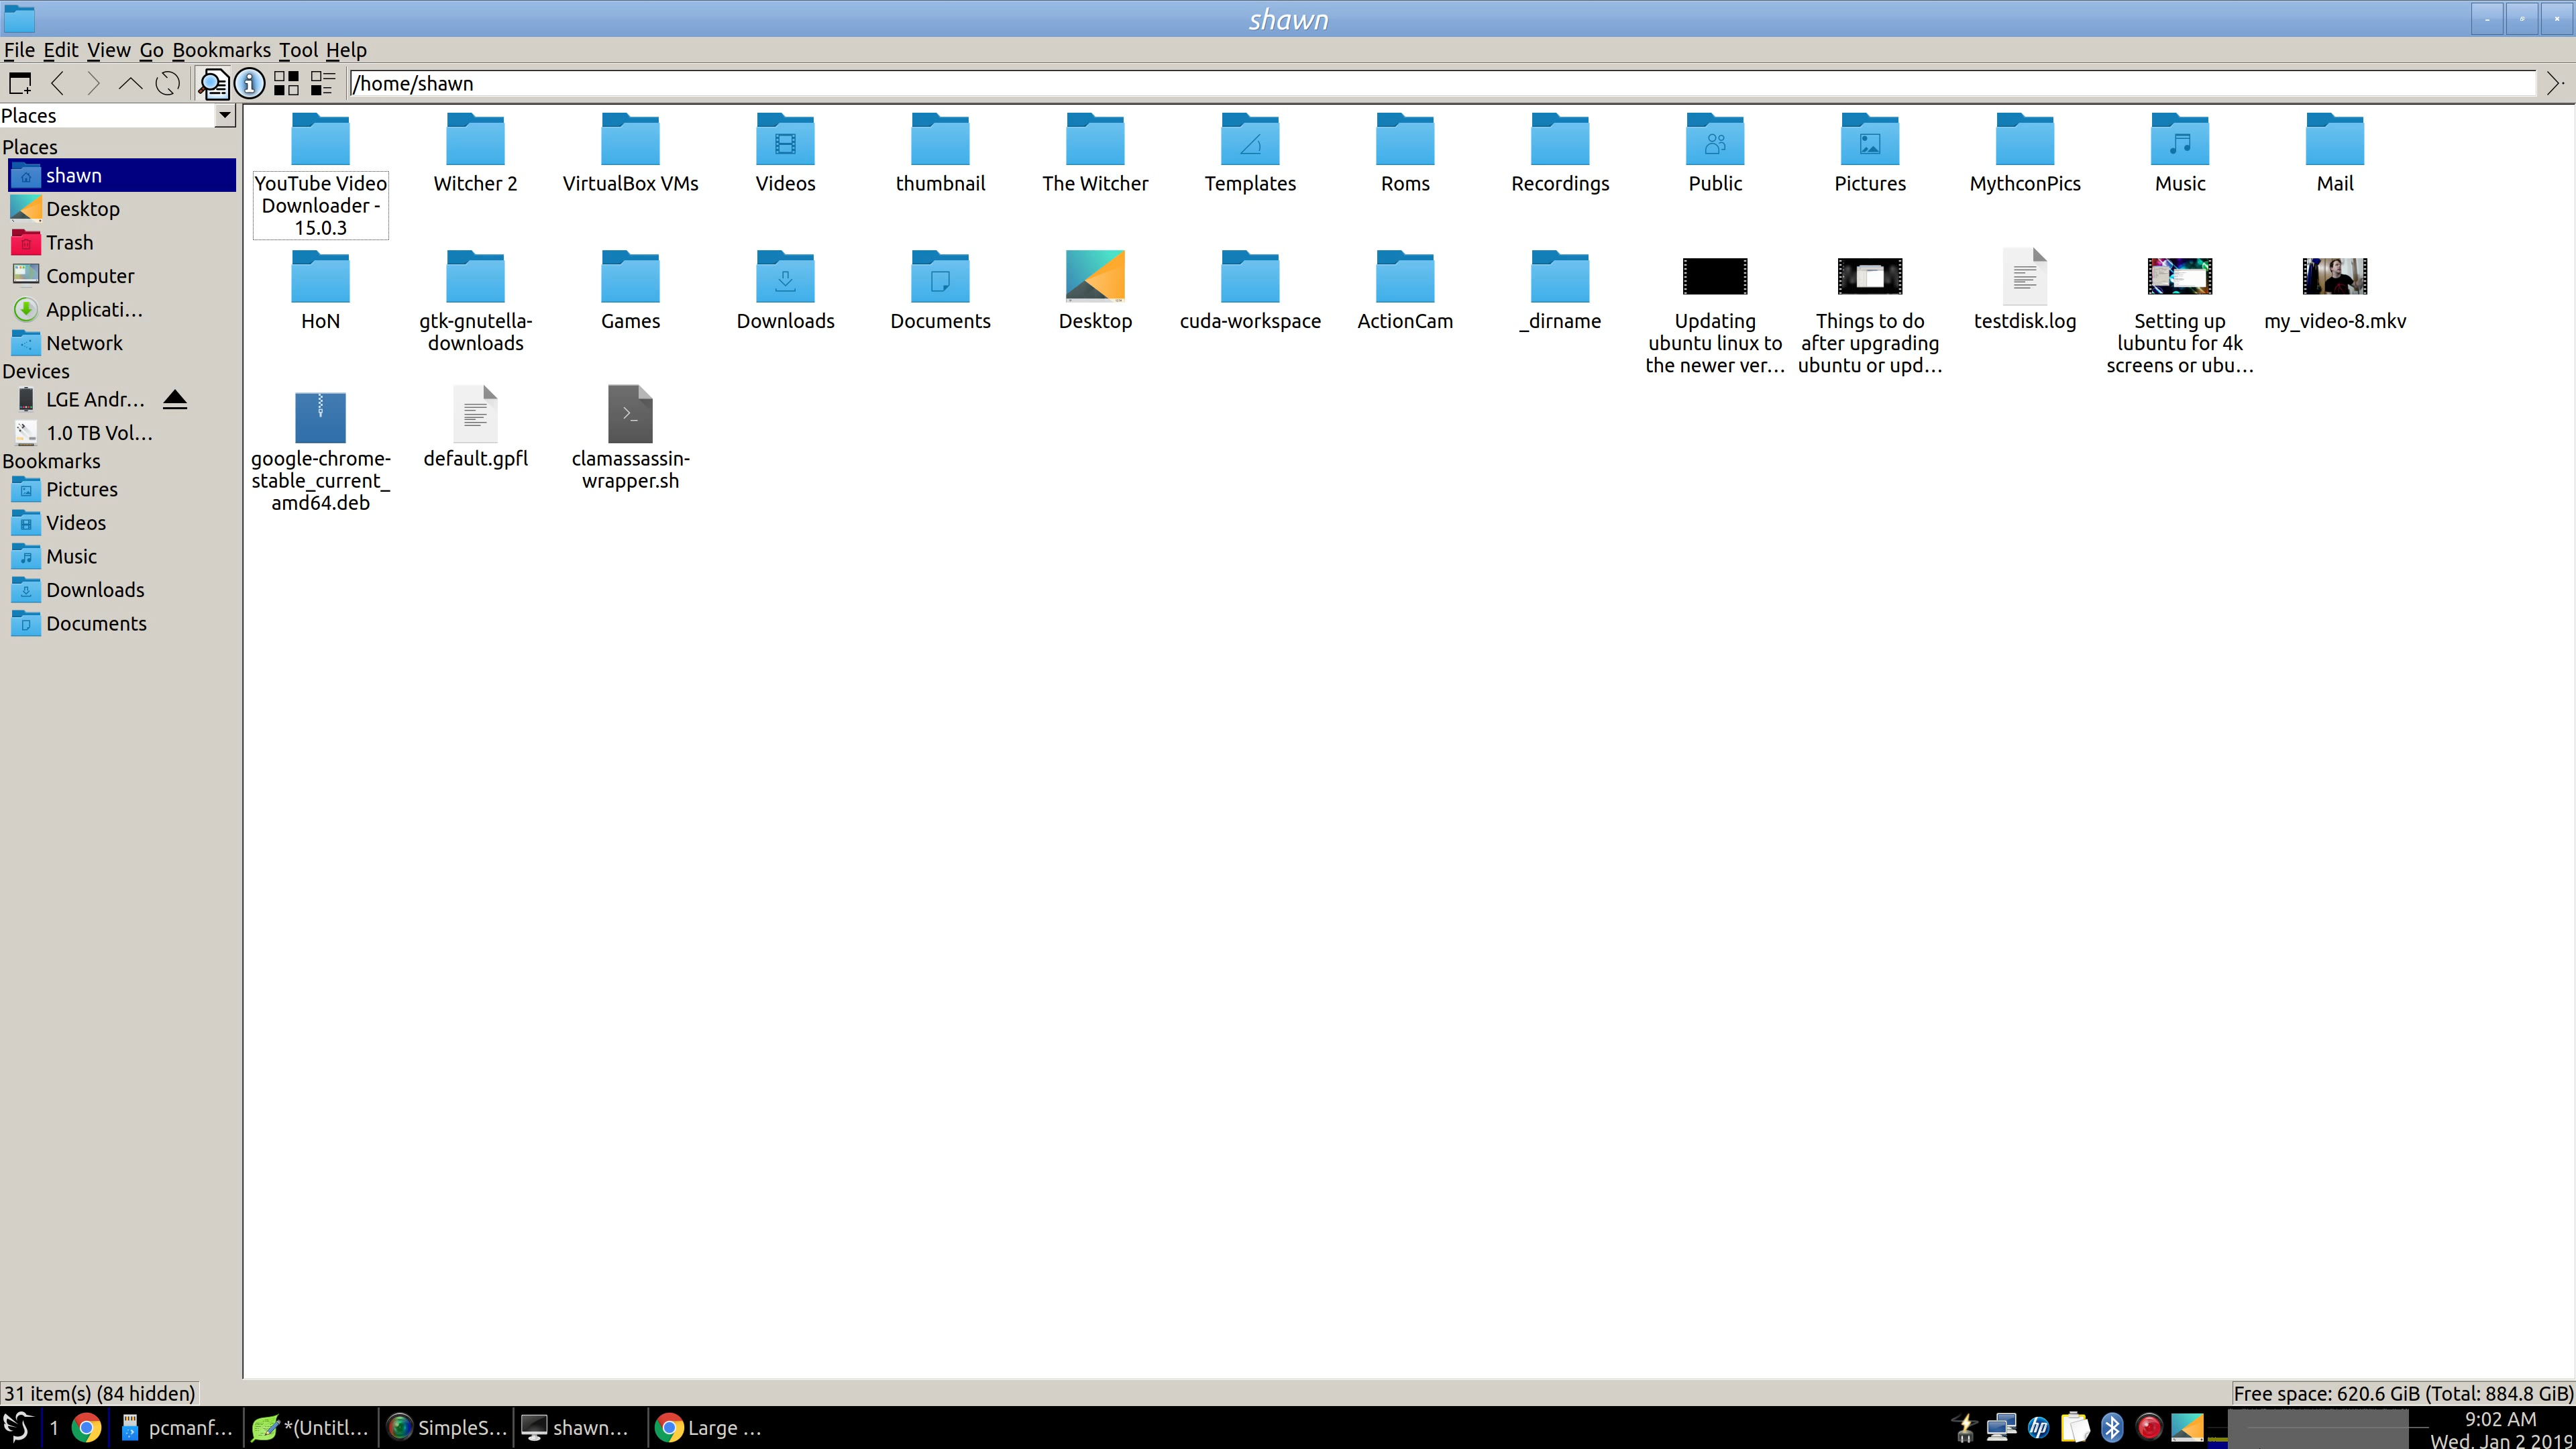 shawn
File Edit View Go Bookmarks Tool Help
/home/shawn
Places
Places
shawn
Desktop
Trash
Computer
Applicati...
Network
Devices
LGE Andr...
1.0 TB Vol...
Bookmarks
Pictures
Videos
Music
Downloads
Documents
YouTube Video
Downloader -
15.0.3
Witcher 2
VirtualBox VMs
Videos
thumbnail
The Witcher
Templates
Roms
Recordings
Public
Pictures
MythconPics
Music
Mail
HoN
gtk-gnutella-
downloads
Games
Downloads
Documents
Desktop
cuda-workspace
ActionCam
_dirname
Updating
ubuntu linux to
the newer ver...
Things to do
after upgrading
ubuntu or upd...
testdisk.log
Setting up
lubuntu for 4k
screens or ubu...
my_video-8.mkv
google-chrome-
stable_current_
amd64.deb
default.gpfl
clamassassin-
wrapper.sh
31 item(s) (84 hidden)
Free space: 620.6 GiB (Total: 884.8 GiB)
1
pcmanf...
*(Untitl...
SimpleS...
shawn...
Large ...
hp
9:02 AM
Wed, Jan 2 2019